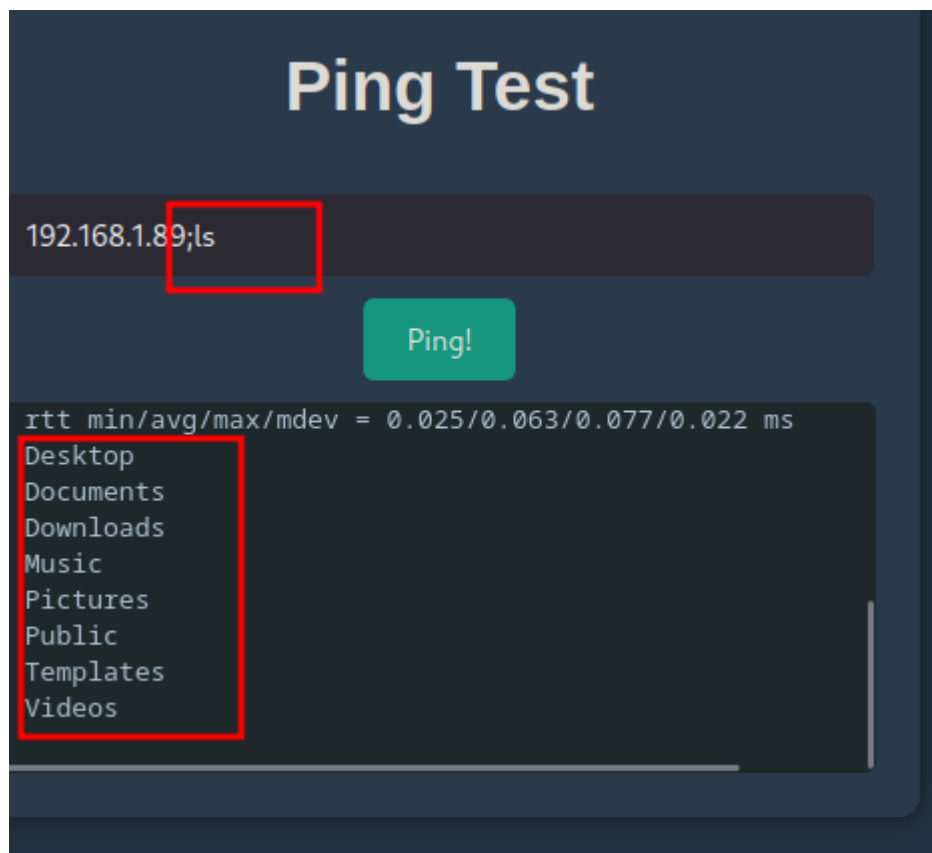 Ping Test
192.168.1.89;ls
Ping!
rtt min/avg/max/mdev = 0.025/0.063/0.077/0.022 ms
Desktop
Documents
Downloads
Music
Pictures
Public
Templates
Videos